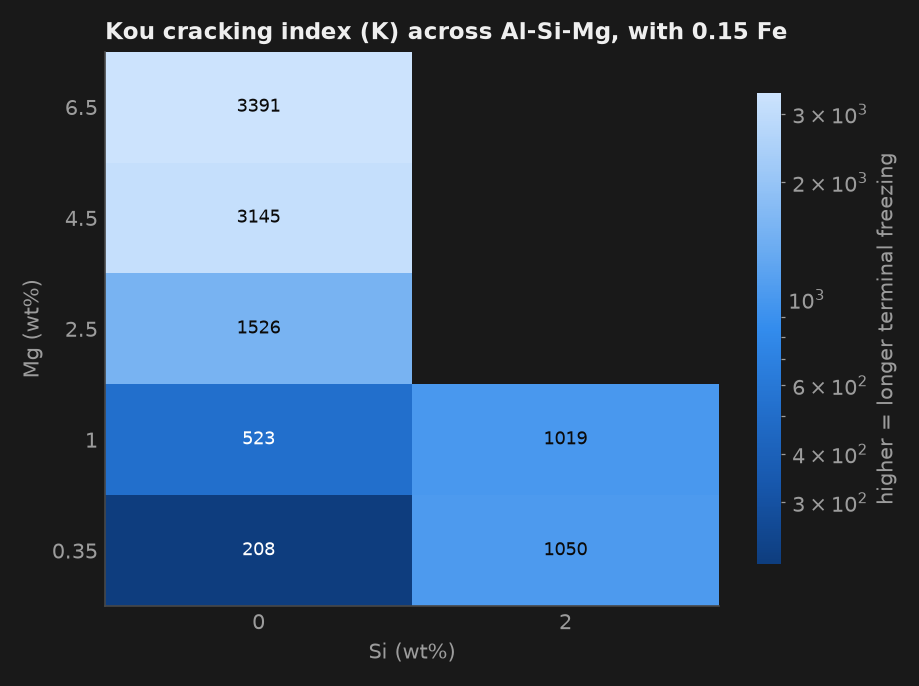 Kou cracking index (K) across Al-Si-Mg, with 0.15 Fe
Mg (wt%)
6.5
4.5
2.5
1
0.35
3391
3145
1526
523
1019
208
1050
0
2
Si (wt%)
3 × 10³
2 × 10³
10³
6 × 10²
4 × 10²
3 × 10²
higher = longer terminal freezing